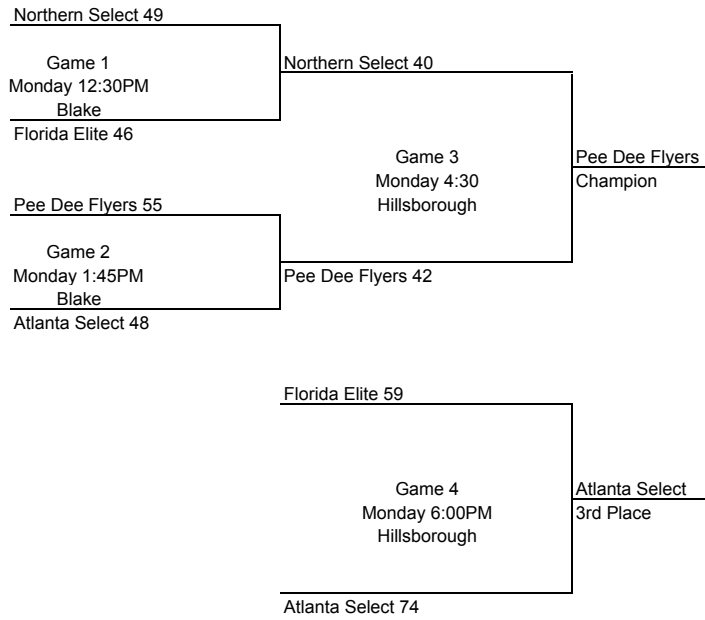 Northern Select 49
Game 1
Monday 12:30PM
Blake
Florida Elite 46
Northern Select 40
Game 3
Monday 4:30
Hillsborough
Pee Dee Flyers
Champion
Pee Dee Flyers 55
Game 2
Monday 1:45PM
Blake
Atlanta Select 48
Pee Dee Flyers 42
Florida Elite 59
Game 4
Monday 6:00PM
Hillsborough
Atlanta Select
3rd Place
Atlanta Select 74